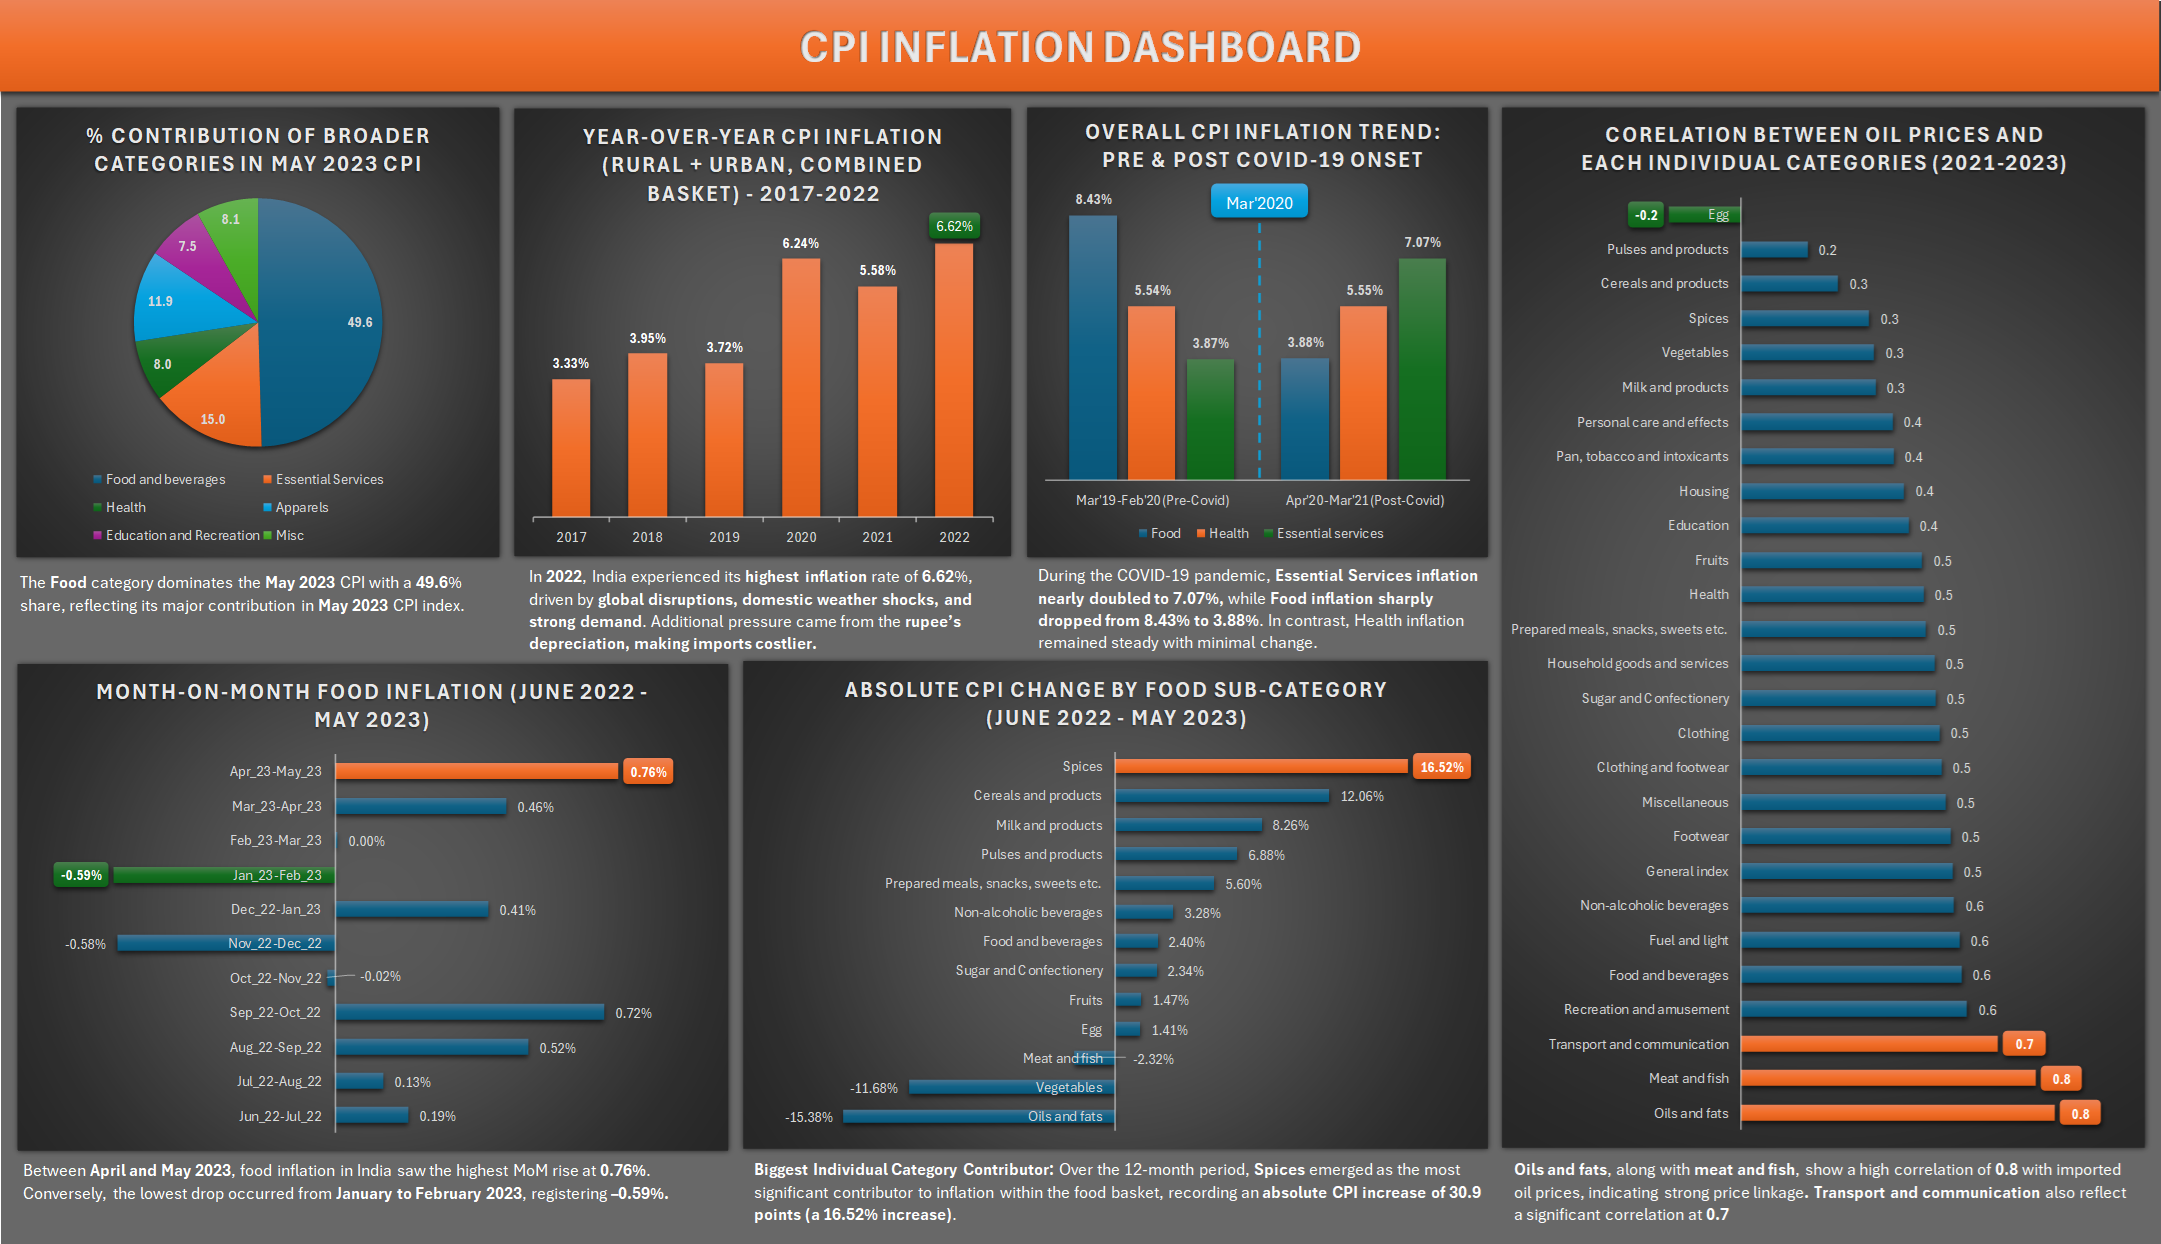 CPI INFLATION DASHBOARD
% CONTRIBUTION OF BROADER
CATEGORIES IN MAY 2023 CPI
8.1
7.5
11.9
49.6
8.0
15.0
Food and beverages
Essential Services
Health
Apparels
Education and Recreation
Misc
The Food category dominates the May 2023 CPI with a 49.6%
share, reflecting its major contribution in May 2023 CPI index.
YEAR-OVER-YEAR CPI INFLATION
(RURAL + URBAN, COMBINED
BASKET) - 2017-2022
6.62%
6.24%
5.58%
3.95%
3.72%
3.33%
2017
2018
2019
2020
2021
2022
In 2022, India experienced its highest inflation rate of 6.62%,
driven by global disruptions, domestic weather shocks, and
strong demand. Additional pressure came from the rupee's
depreciation, making imports costlier.
OVERALL CPI INFLATION TREND:
PRE & POST COVID-19 ONSET
Mar'2020
8.43%
7.07%
5.54%
5.55%
3.87%
3.88%
Mar'19-Feb'20(Pre-Covid)
Apr'20-Mar'21(Post-Covid)
Food
Health
Essential services
During the COVID-19 pandemic, Essential Services inflation
nearly doubled to 7.07%, while Food inflation sharply
dropped from 8.43% to 3.88%. In contrast, Health inflation
remained steady with minimal change.
CORELATION BETWEEN OIL PRICES AND
EACH INDIVIDUAL CATEGORIES (2021-2023)
-0.2 Egg
Pulses and products 0.2
Cereals and products 0.3
Spices 0.3
Vegetables 0.3
Milk and products 0.3
Personal care and effects 0.4
Pan, tobacco and intoxicants 0.4
Housing 0.4
Education 0.4
Fruits 0.5
Health 0.5
Prepared meals, snacks, sweets etc. 0.5
Household goods and services 0.5
Sugar and Confectionery 0.5
Clothing 0.5
Clothing and footwear 0.5
Miscellaneous 0.5
Footwear 0.5
General index 0.5
Non-alcoholic beverages 0.6
Fuel and light 0.6
Food and beverages 0.6
Recreation and amusement 0.6
Transport and communication 0.7
Meat and fish 0.8
Oils and fats 0.8
Oils and fats, along with meat and fish, show a high correlation of 0.8 with imported
oil prices, indicating strong price linkage. Transport and communication also reflect
a significant correlation at 0.7
MONTH-ON-MONTH FOOD INFLATION (JUNE 2022 -
MAY 2023)
Apr_23-May_23 0.76%
Mar_23-Apr_23 0.46%
Feb_23-Mar_23 0.00%
-0.59% Jan_23-Feb_23
Dec_22-Jan_23 0.41%
-0.58% Nov_22-Dec_22
Oct_22-Nov_22 -0.02%
Sep_22-Oct_22 0.72%
Aug_22-Sep_22 0.52%
Jul_22-Aug_22 0.13%
Jun_22-Jul_22 0.19%
Between April and May 2023, food inflation in India saw the highest MoM rise at 0.76%.
Conversely, the lowest drop occurred from January to February 2023, registering –0.59%.
ABSOLUTE CPI CHANGE BY FOOD SUB-CATEGORY
(JUNE 2022 - MAY 2023)
Spices 16.52%
Cereals and products 12.06%
Milk and products 8.26%
Pulses and products 6.88%
Prepared meals, snacks, sweets etc. 5.60%
Non-alcoholic beverages 3.28%
Food and beverages 2.40%
Sugar and Confectionery 2.34%
Fruits 1.47%
Egg 1.41%
Meat and fish -2.32%
-11.68% Vegetables
-15.38% Oils and fats
Biggest Individual Category Contributor: Over the 12-month period, Spices emerged as the most
significant contributor to inflation within the food basket, recording an absolute CPI increase of 30.9
points (a 16.52% increase).